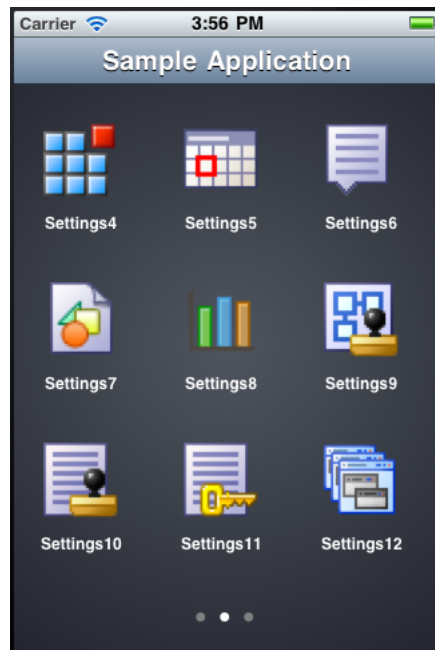 Carrier 3:56 PM
Sample Application
Settings4 Settings5 Settings6
Settings7 Settings8 Settings9
Settings10 Settings11 Settings12